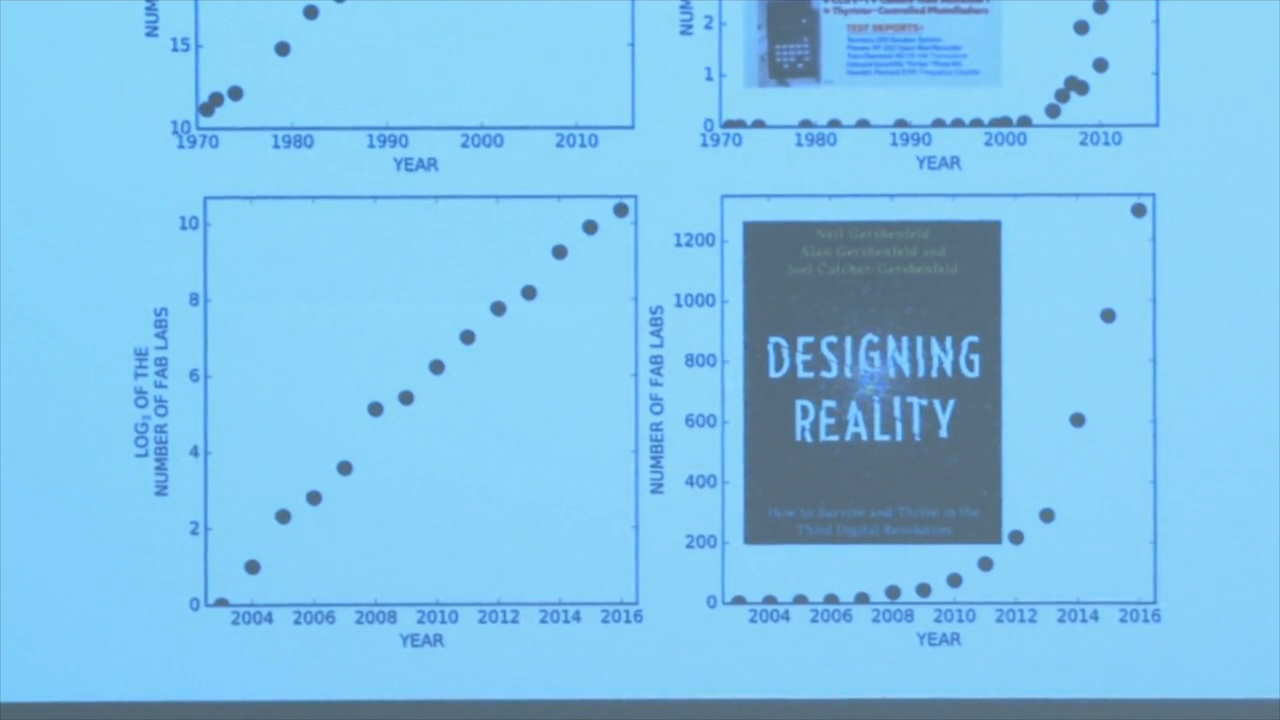 15
10
1970
1980
1990
2000
2010
YEAR
Thyristor-Controlled Photoflashers
TEST REPORTS:
2
1
0
1970
1980
1990
2000
2010
YEAR
LOG₂ OF THE
NUMBER OF FAB LABS
10
8
6
4
2
0
2004
2006
2008
2010
2012
2014
2016
YEAR
NUMBER OF FAB LABS
1200
1000
800
600
400
200
0
Neil Gershenfeld
Alan Gershenfeld and
Joel Cutcher-Gershenfeld
DESIGNING
REALITY
How to Survive and Thrive in the
Third Digital Revolution
2004
2006
2008
2010
2012
2014
2016
YEAR